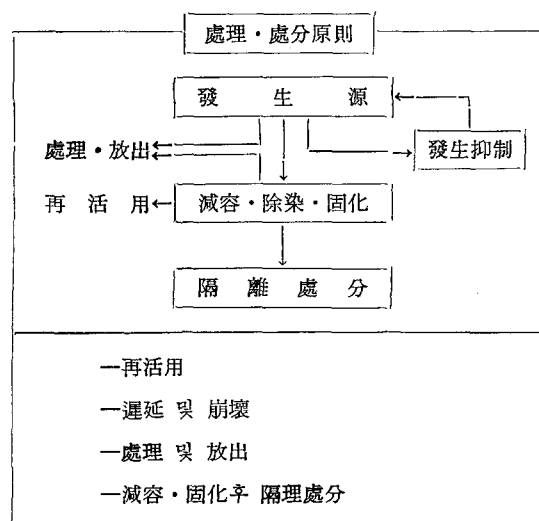 處理·處分原則
發 生 源
處理·放出
發生抑制
再 活 用
減容·除染·固化
隔 離 處 分
—再活用
—遲延 및 崩壞
—處理 및 放出
—減容·固化후 隔理處分